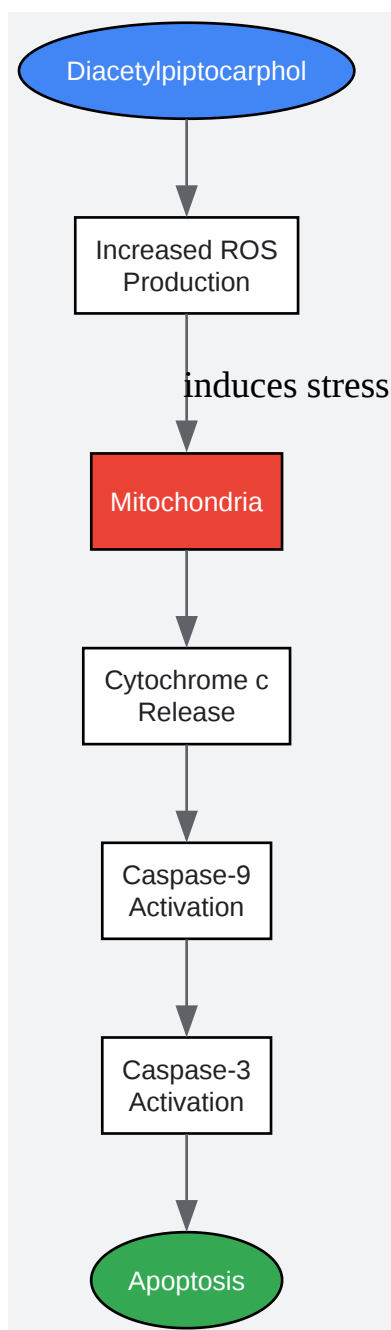 Diacetylpiptocarphol
Increased ROS
Production
induces stress
Mitochondria
Cytochrome c
Release
Caspase-9
Activation
Caspase-3
Activation
Apoptosis